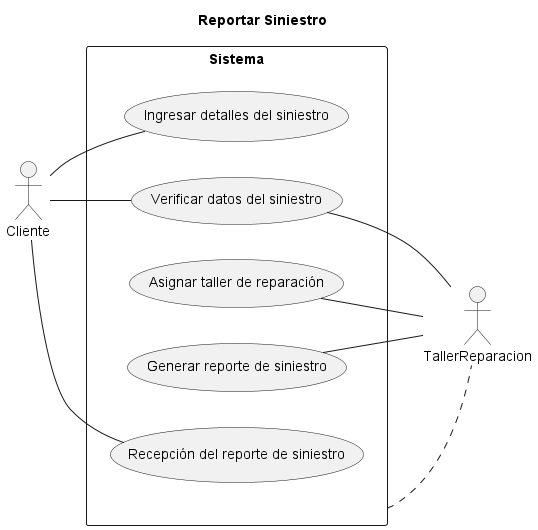 Reportar Siniestro
Sistema
Ingresar detalles del siniestro
Verificar datos del siniestro
Cliente
Asignar taller de reparación
TallerReparacion
Generar reporte de siniestro
Recepción del reporte de siniestro